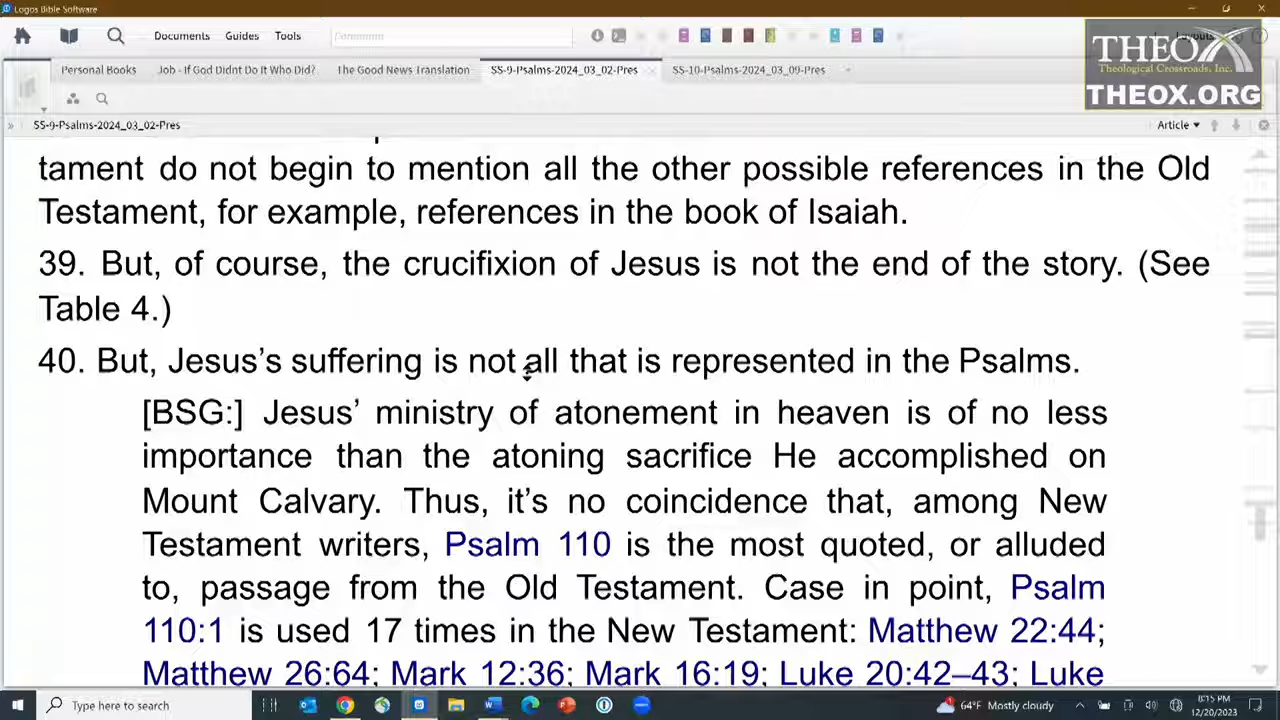 Logos Bible Software
Documents Guides Tools
Command
Layouts
THEOX
Theological Crossroads, Inc.
THEOX.ORG
Personal Books Job - If God Didnt Do It Who Did? SS-9-Psalms-2024_03_02-Pres SS-10-Psalms-2024_03_09-Pres
SS-9-Psalms-2024_03_02-Pres Article
tament do not begin to mention all the other possible references in the Old
Testament, for example, references in the book of Isaiah.
39. But, of course, the crucifixion of Jesus is not the end of the story. (See
Table 4.)
40. But, Jesus’s suffering is not all that is represented in the Psalms.
[BSG:] Jesus’ ministry of atonement in heaven is of no less
importance than the atoning sacrifice He accomplished on
Mount Calvary. Thus, it’s no coincidence that, among New
Testament writers, Psalm 110 is the most quoted, or alluded
to, passage from the Old Testament. Case in point, Psalm
110:1 is used 17 times in the New Testament: Matthew 22:44;
Matthew 26:64; Mark 12:36; Mark 16:19; Luke 20:42–43; Luke
Type here to search 64°F Mostly cloudy 8:15 PM
12/20/2023